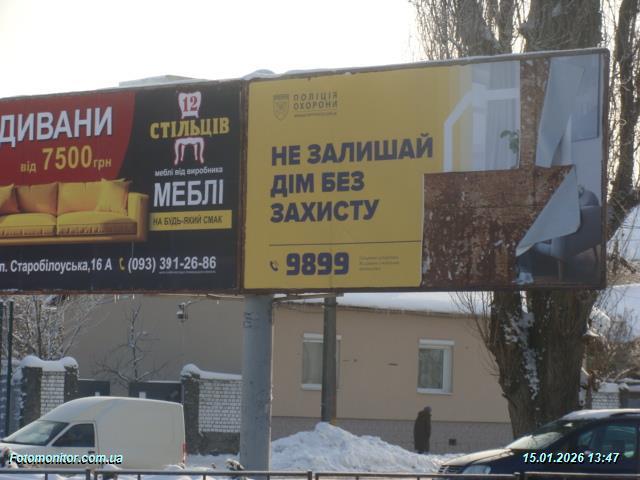 ДИВАНИ
від 7500 грн
12
СТІЛЬЦІВ
меблі від виробника
МЕБЛІ
НА БУДЬ-ЯКИЙ СМАК
Старобілоуська,16 А (093) 391-26-86
ПОЛІЦІЯ
ОХОРОНИ
НЕ ЗАЛИШАЙ
ДІМ БЕЗ
ЗАХИСТУ
9899
Fotomonitor.com.ua
15.01.2026 13:47